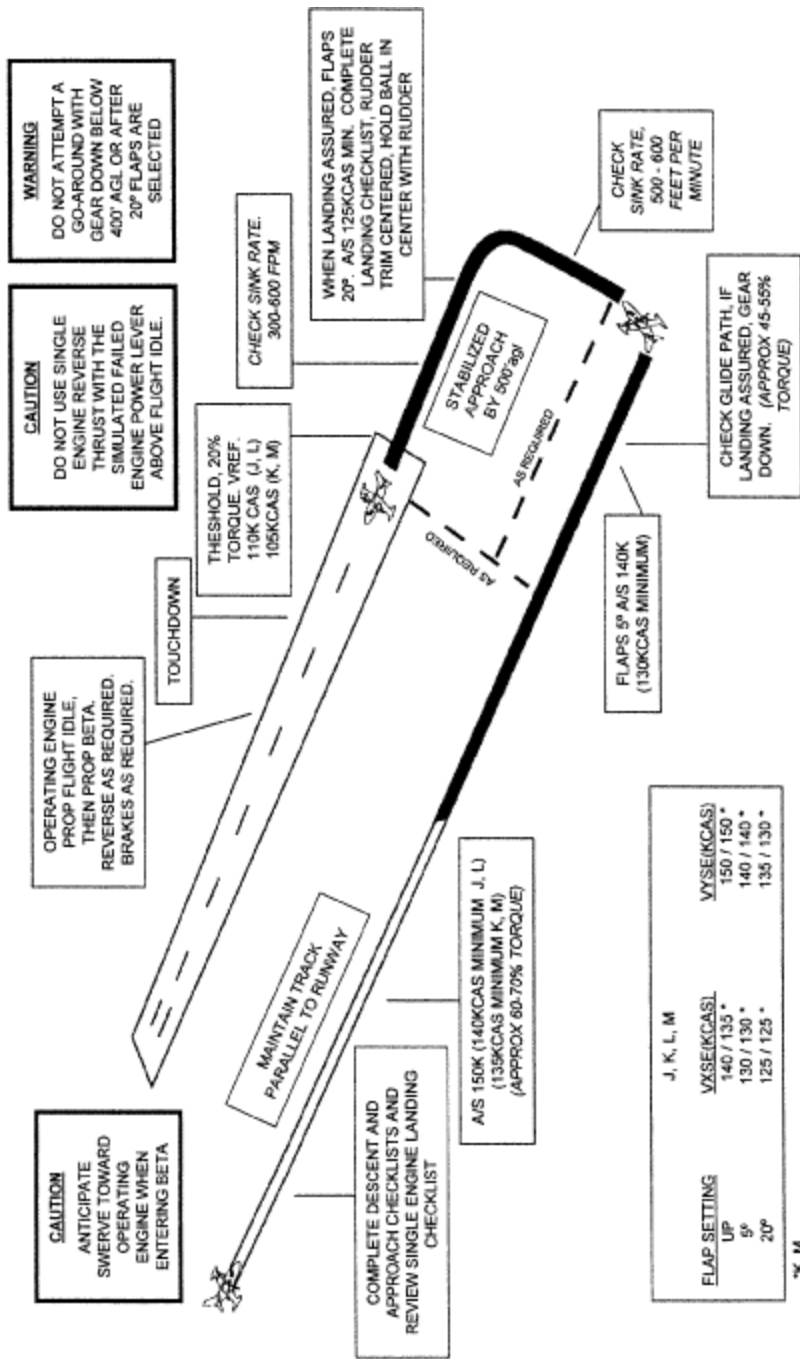 CAUTION
ANTICIPATE
SWERVE TOWARD
OPERATING
ENGINE WHEN
ENTERING BETA
OPERATING ENGINE
PROP FLIGHT IDLE,
THEN PROP BETA.
REVERSE AS REQUIRED.
BRAKES AS REQUIRED.
TOUCHDOWN
CAUTION
DO NOT USE SINGLE
ENGINE REVERSE
THRUST WITH THE
SIMULATED FAILED
ENGINE POWER LEVER
ABOVE FLIGHT IDLE.
WARNING
DO NOT ATTEMPT A
GO-AROUND WITH
GEAR DOWN BELOW
400' AGL OR AFTER
20º FLAPS ARE
SELECTED
THESHOLD, 20%
TORQUE. VREF.
110K CAS (J, L)
105KCAS (K, M)
CHECK SINK RATE.
300-600 FPM
WHEN LANDING ASSURED, FLAPS
20º. A/S 125KCAS MIN. COMPLETE
LANDING CHECKLIST, RUDDER
TRIM CENTERED, HOLD BALL IN
CENTER WITH RUDDER
MAINTAIN TRACK
PARALLEL TO RUNWAY
STABILIZED
APPROACH
BY 500'agl
AS REQUIRED
AS REQUIRED
CHECK
SINK RATE,
500 - 600
FEET PER
MINUTE
COMPLETE DESCENT AND
APPROACH CHECKLISTS AND
REVIEW SINGLE ENGINE LANDING
CHECKLIST
A/S 150K (140KCAS MINIMUM J, L)
(135KCAS MINIMUM K, M)
(APPROX 60-70% TORQUE)
FLAPS 5º A/S 140K
(130KCAS MINIMUM)
CHECK GLIDE PATH, IF
LANDING ASSURED, GEAR
DOWN. (APPROX 45-55%
TORQUE)
J, K, L, M
FLAP SETTING VXSE(KCAS) VYSE(KCAS)
UP 140 / 135 * 150 / 150 *
5º 130 / 130 * 140 / 140 *
20º 125 / 125 * 135 / 130 *
*K, M